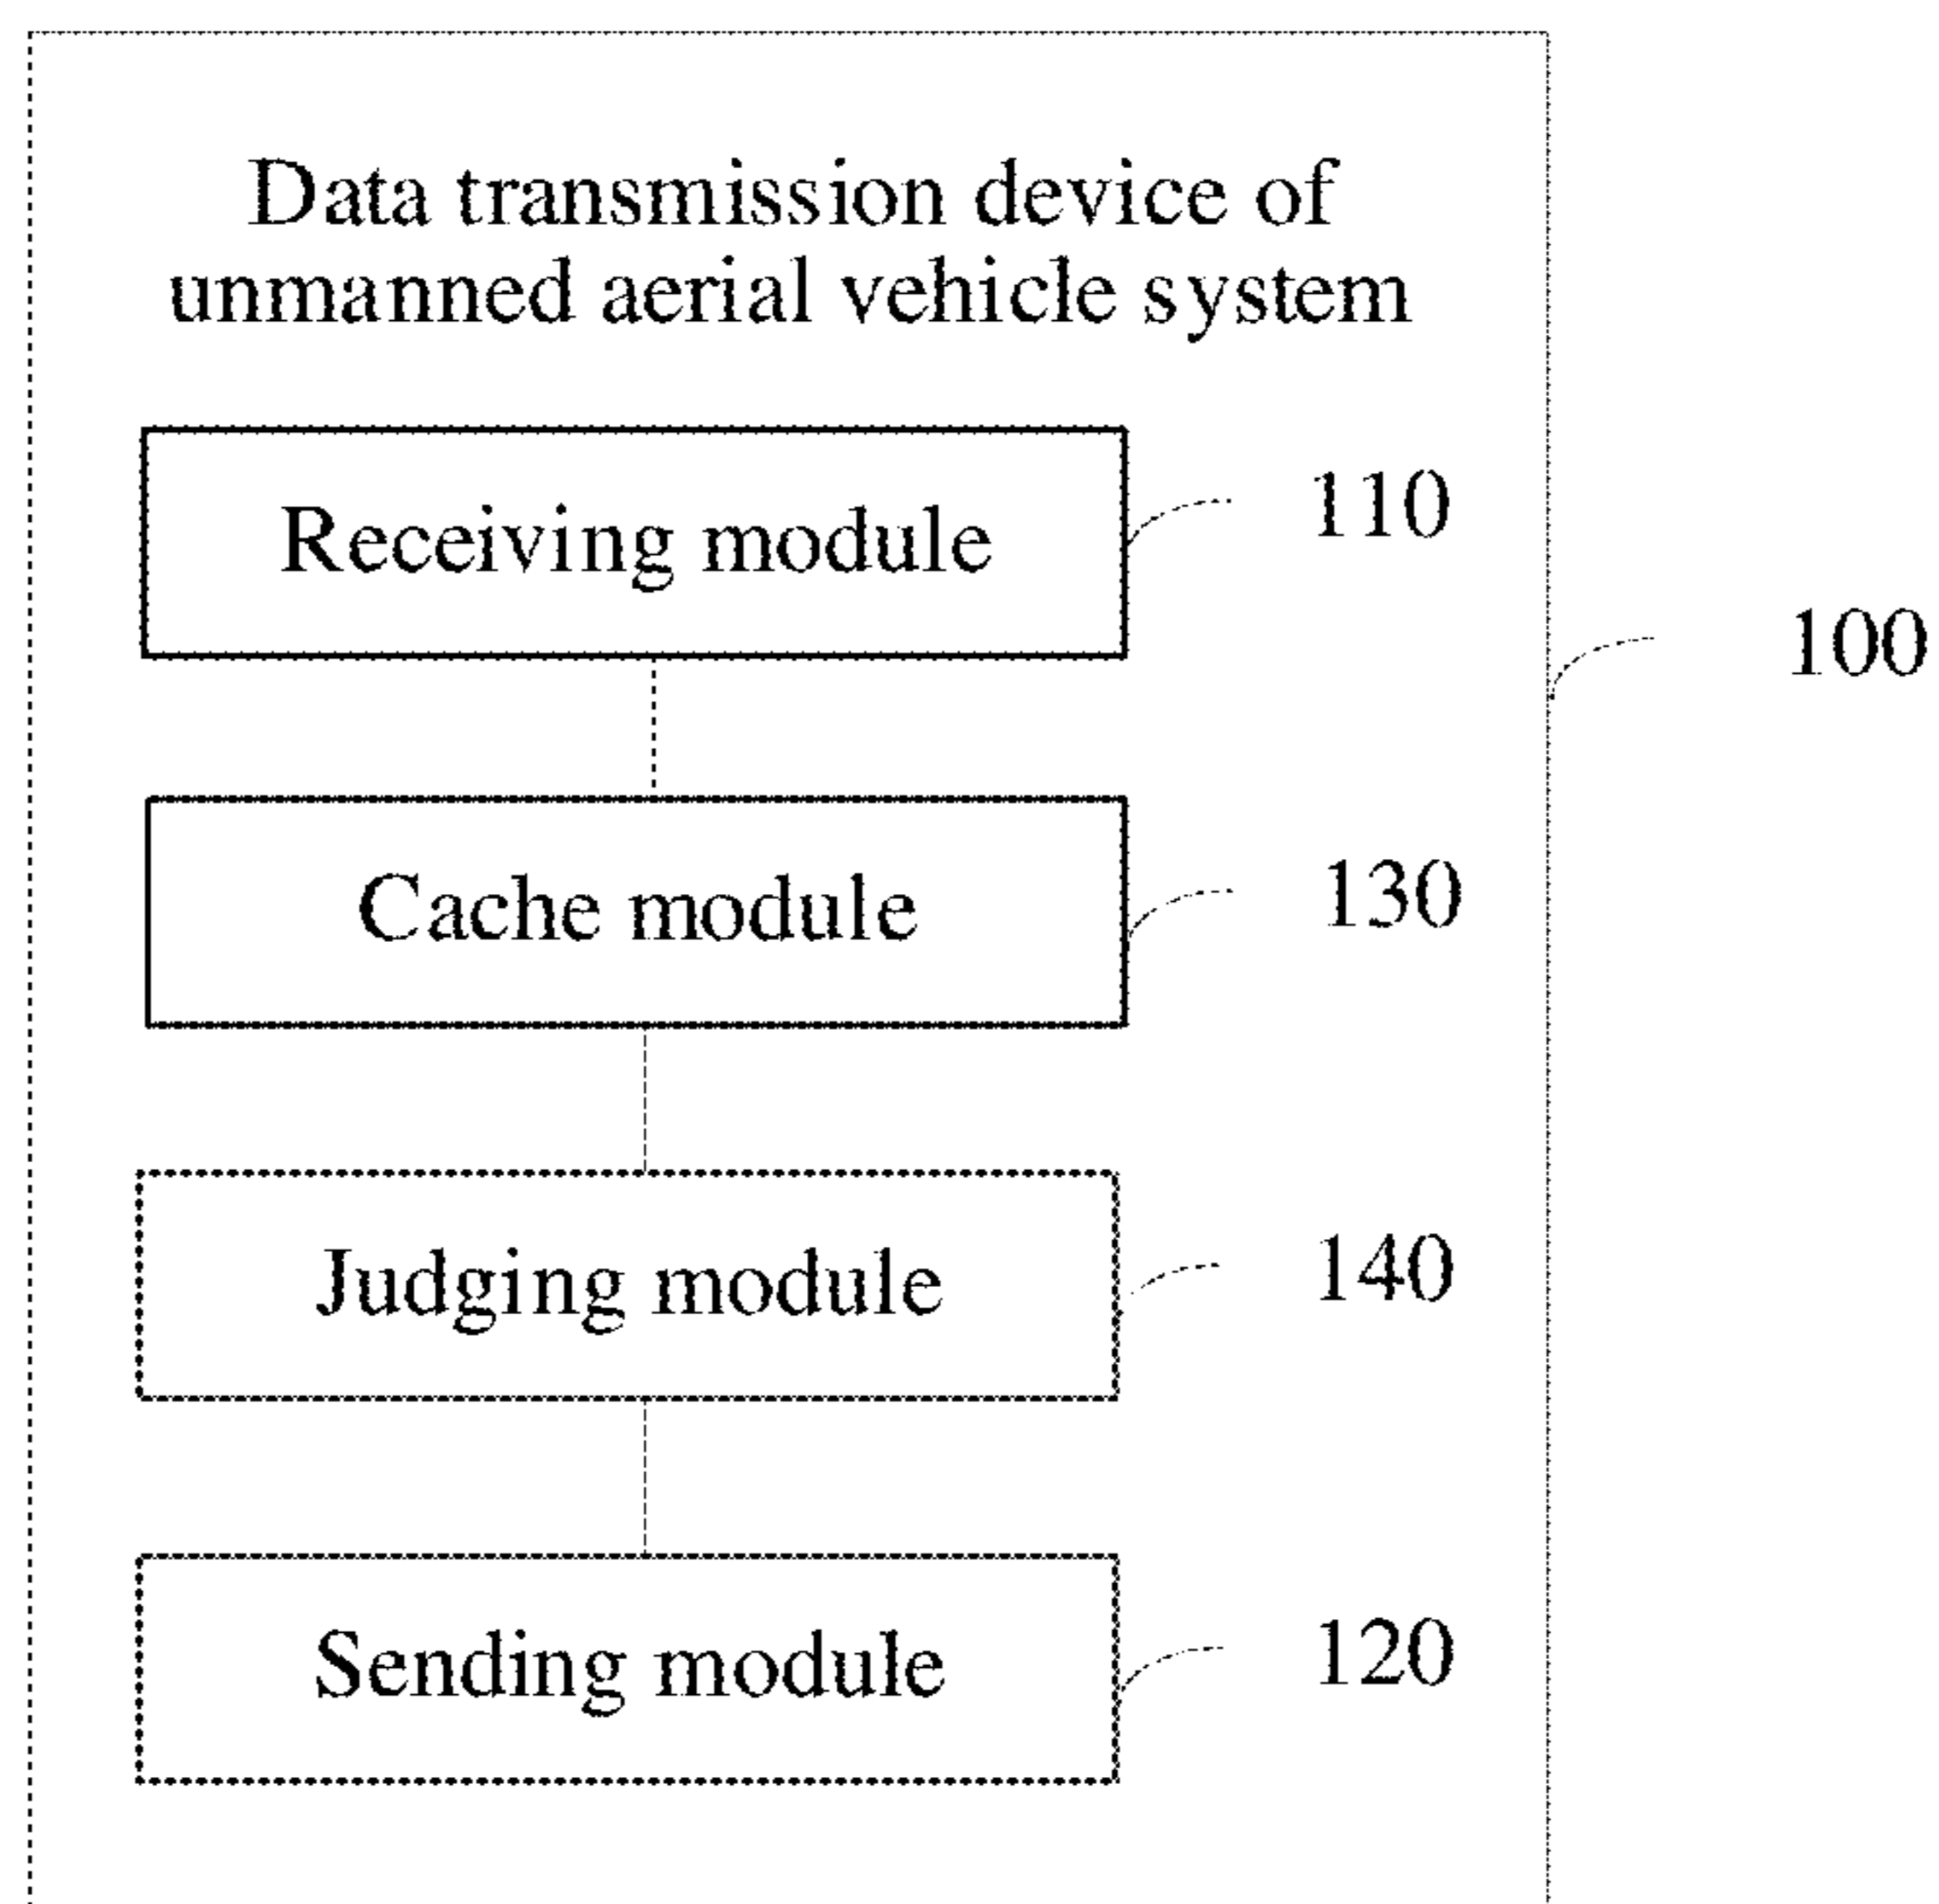 Data transmission device of
unmanned aerial vehicle system
Receiving module
110
100
Cache module
130
Judging module
140
Sending module
120